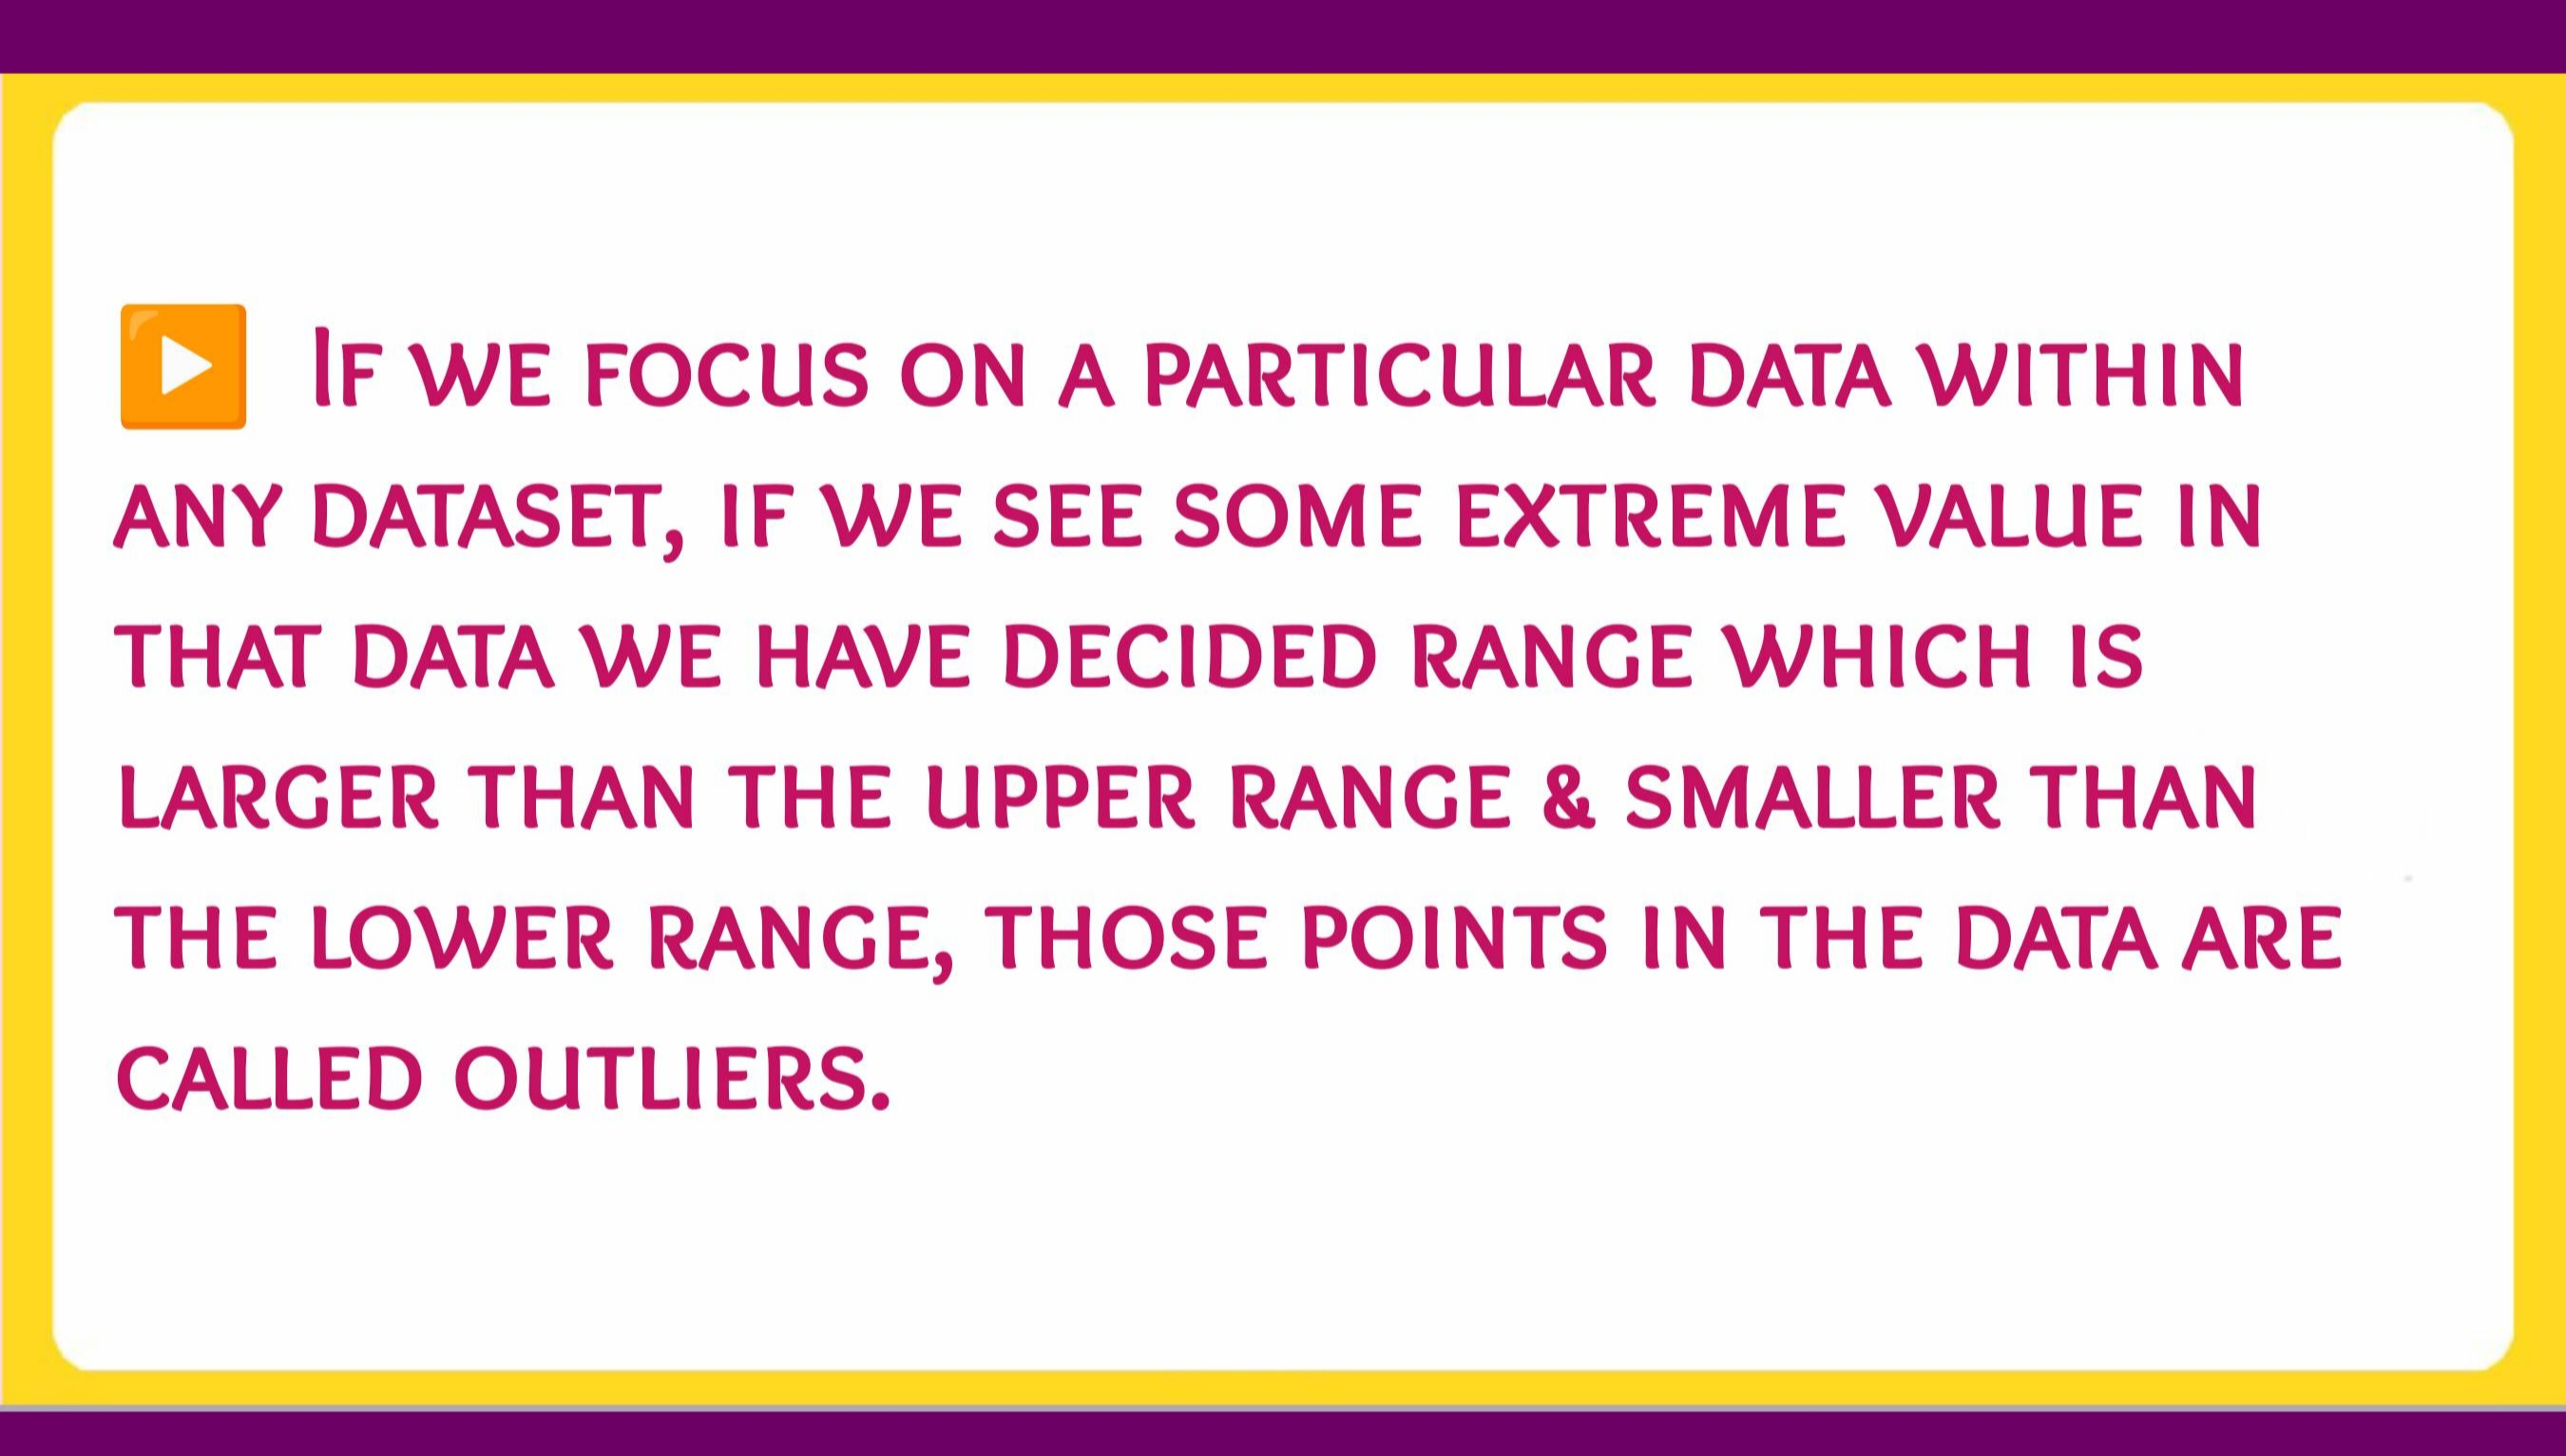 If we focus on a particular data within
any dataset, if we see some extreme value in
that data we have decided range which is
larger than the upper range & smaller than
the lower range, those points in the data are
called outliers.